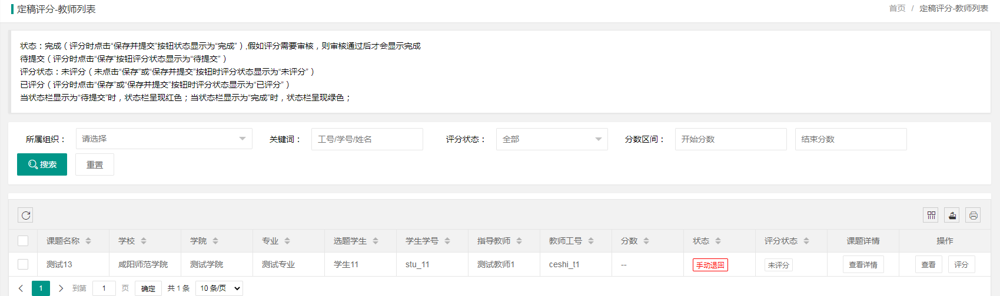 定稿评分-教师列表
首页 / 定稿评分-教师列表
状态：完成（评分时点击“保存并提交”按钮状态显示为“完成”）,假如评分需要审核，则审核通过后才会显示完成
待提交（评分时点击“保存”按钮评分状态显示为“待提交”）
评分状态：未评分（未点击“保存”或“保存并提交”按钮时评分状态显示为“未评分”）
已评分（评分时点击“保存”或“保存并提交”按钮时评分状态显示为“已评分”）
当状态栏显示为“待提交”时，状态栏呈现红色；当状态栏显示为“完成”时，状态栏呈现绿色；
所属组织： 请选择 关键词： 工号/学号/姓名 评分状态： 全部 分数区间： 开始分数 结束分数
搜索 重置
课题名称 学校 学院 专业 选题学生 学生学号 指导教师 教师工号 分数 状态 评分状态 课题详情 操作
测试13 咸阳师范学院 测试学院 测试专业 学生11 stu_11 测试教师1 ceshi_t1 -- 手动退回 未评分 查看详情 查看 评分
1 到第 1 页 确定 共 1 条 10 条/页